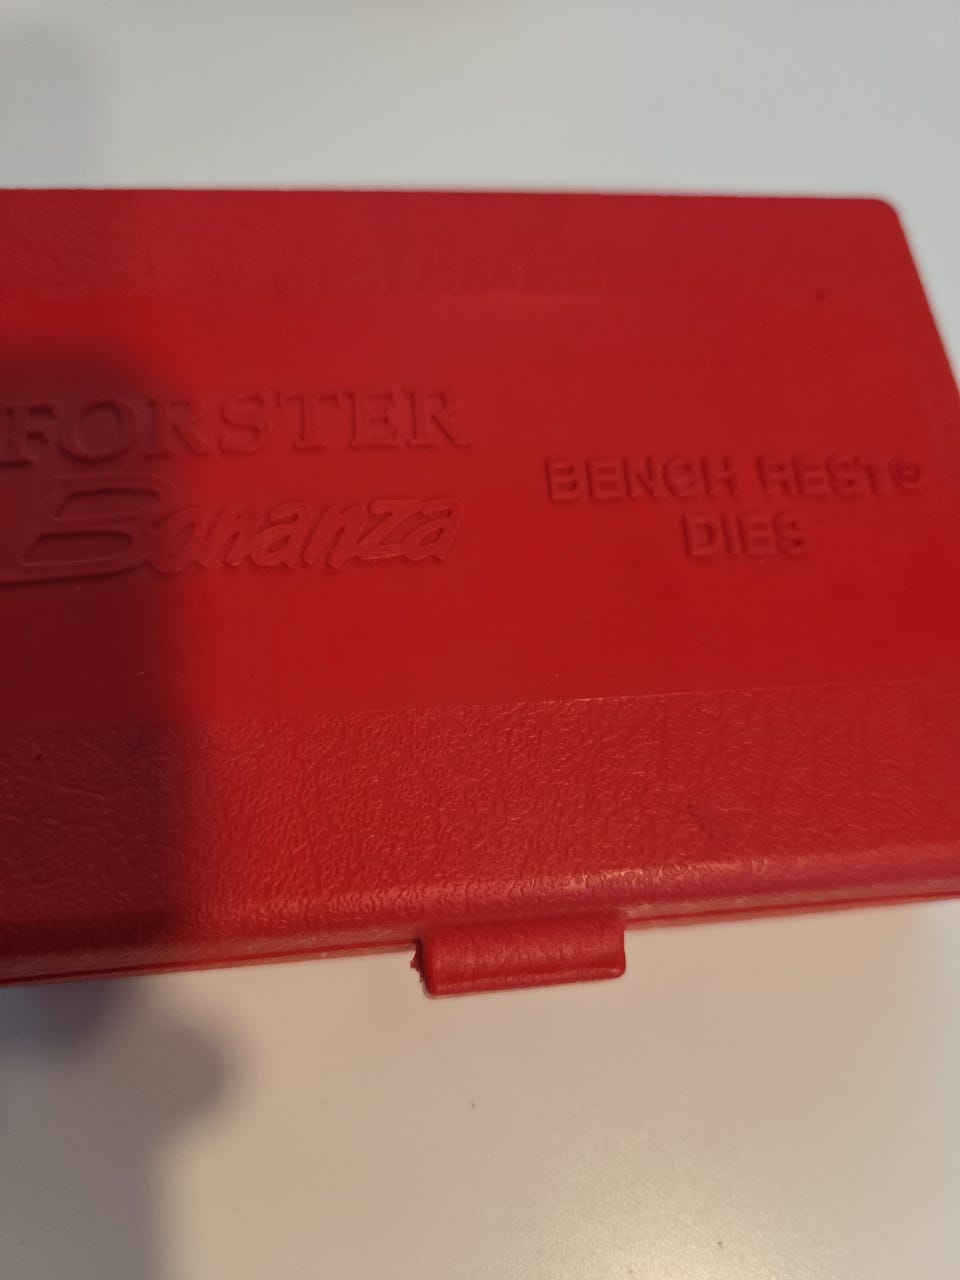 FORSTER
Bonanza
BENCH REST®
DIES